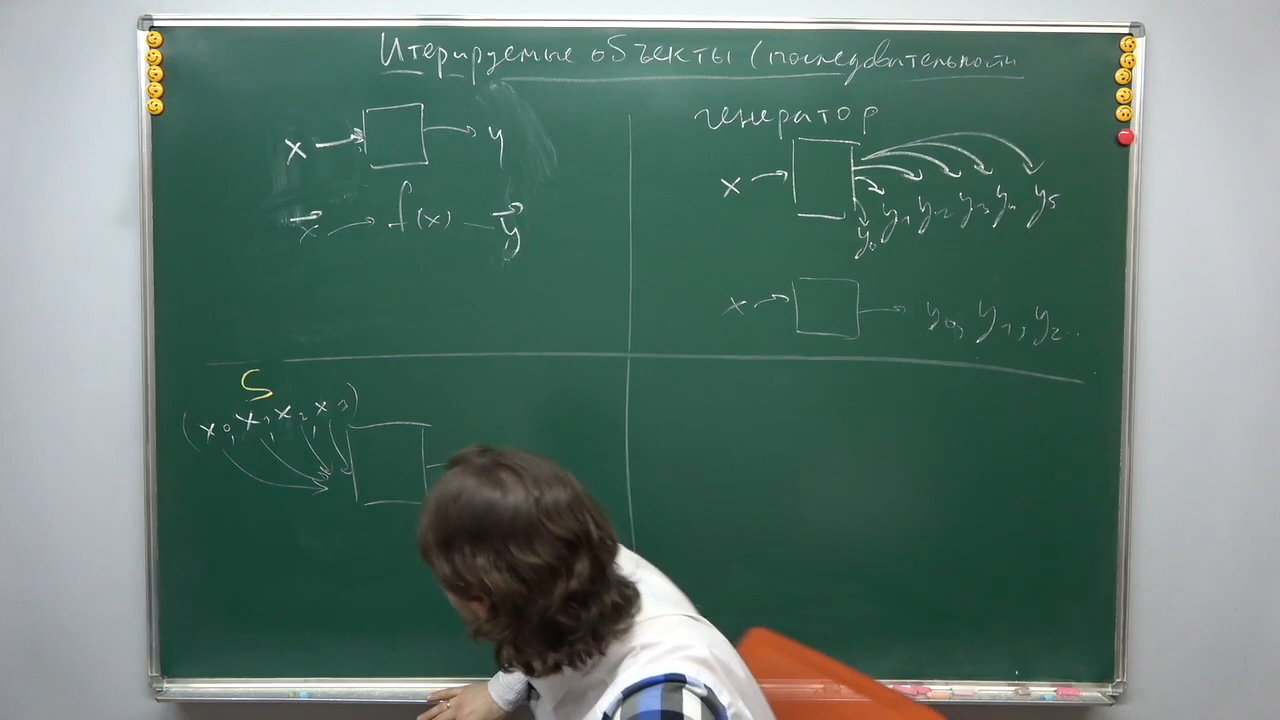 Итерируемые объекты (последовательности
x → y
x → f(x) — y
генератор
x → y₀ y₁ y₂ y₃ y₄ y₅
x → y₀, y₁, y₂...
S
(x₀, x₁, x₂, x₃)